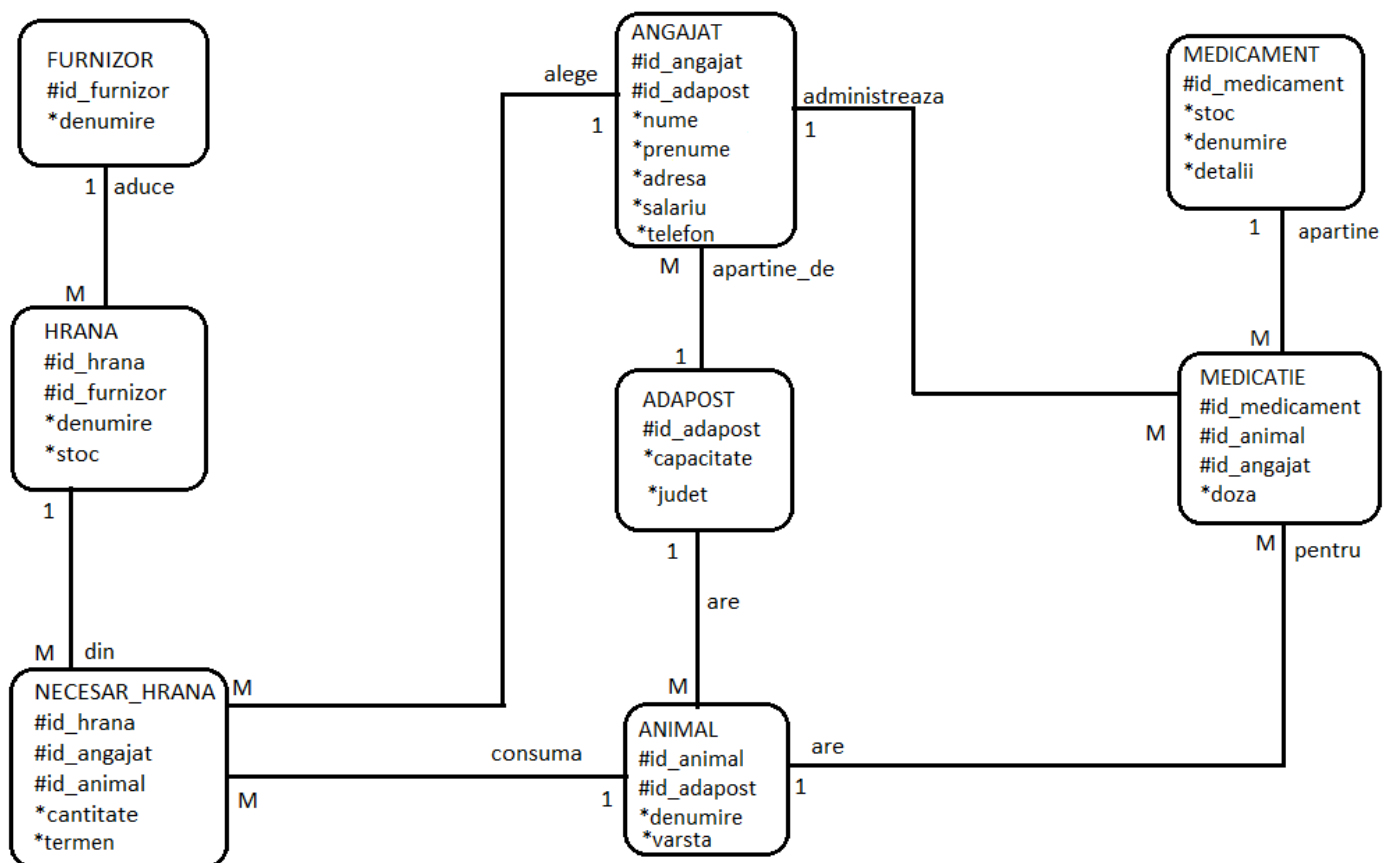 FURNIZOR
#id_furnizor
*denumire
1 aduce
M
HRANA
#id_hrana
#id_furnizor
*denumire
*stoc
1
M din
NECESAR_HRANA
#id_hrana
#id_angajat
#id_animal
*cantitate
*termen
M
M
alege
1
ANGAJAT
#id_angajat
#id_adapost
*nume
*prenume
*adresa
*salariu
*telefon
administreaza
1
M apartine_de
1
ADAPOST
#id_adapost
*capacitate
*judet
1
are
M
consuma
1
ANIMAL
#id_animal
#id_adapost
*denumire
*varsta
are
1
MEDICAMENT
#id_medicament
*stoc
*denumire
*detalii
1 apartine
M
MEDICATIE
#id_medicament
#id_animal
#id_angajat
*doza
M
M pentru